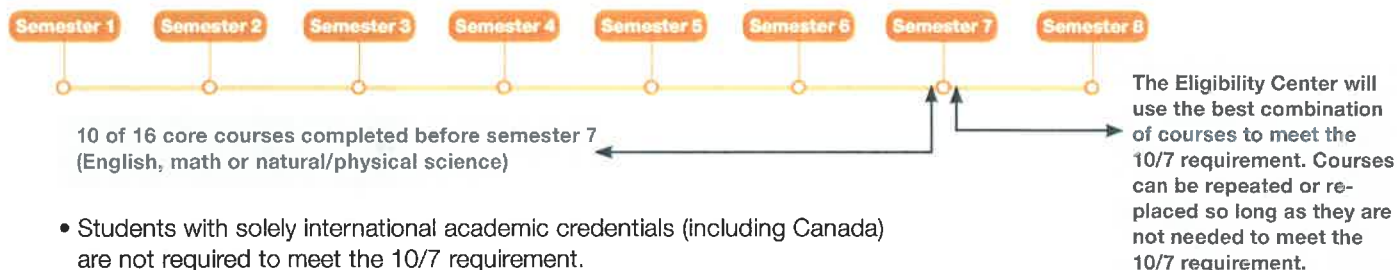 Semester 1
Semester 2
Semester 3
Semester 4
Semester 5
Semester 6
Semester 7
Semester 8
10 of 16 core courses completed before semester 7
(English, math or natural/physical science)
The Eligibility Center will
use the best combination
of courses to meet the
10/7 requirement. Courses
can be repeated or re-
placed so long as they are
not needed to meet the
10/7 requirement.
• Students with solely international academic credentials (including Canada)
are not required to meet the 10/7 requirement.